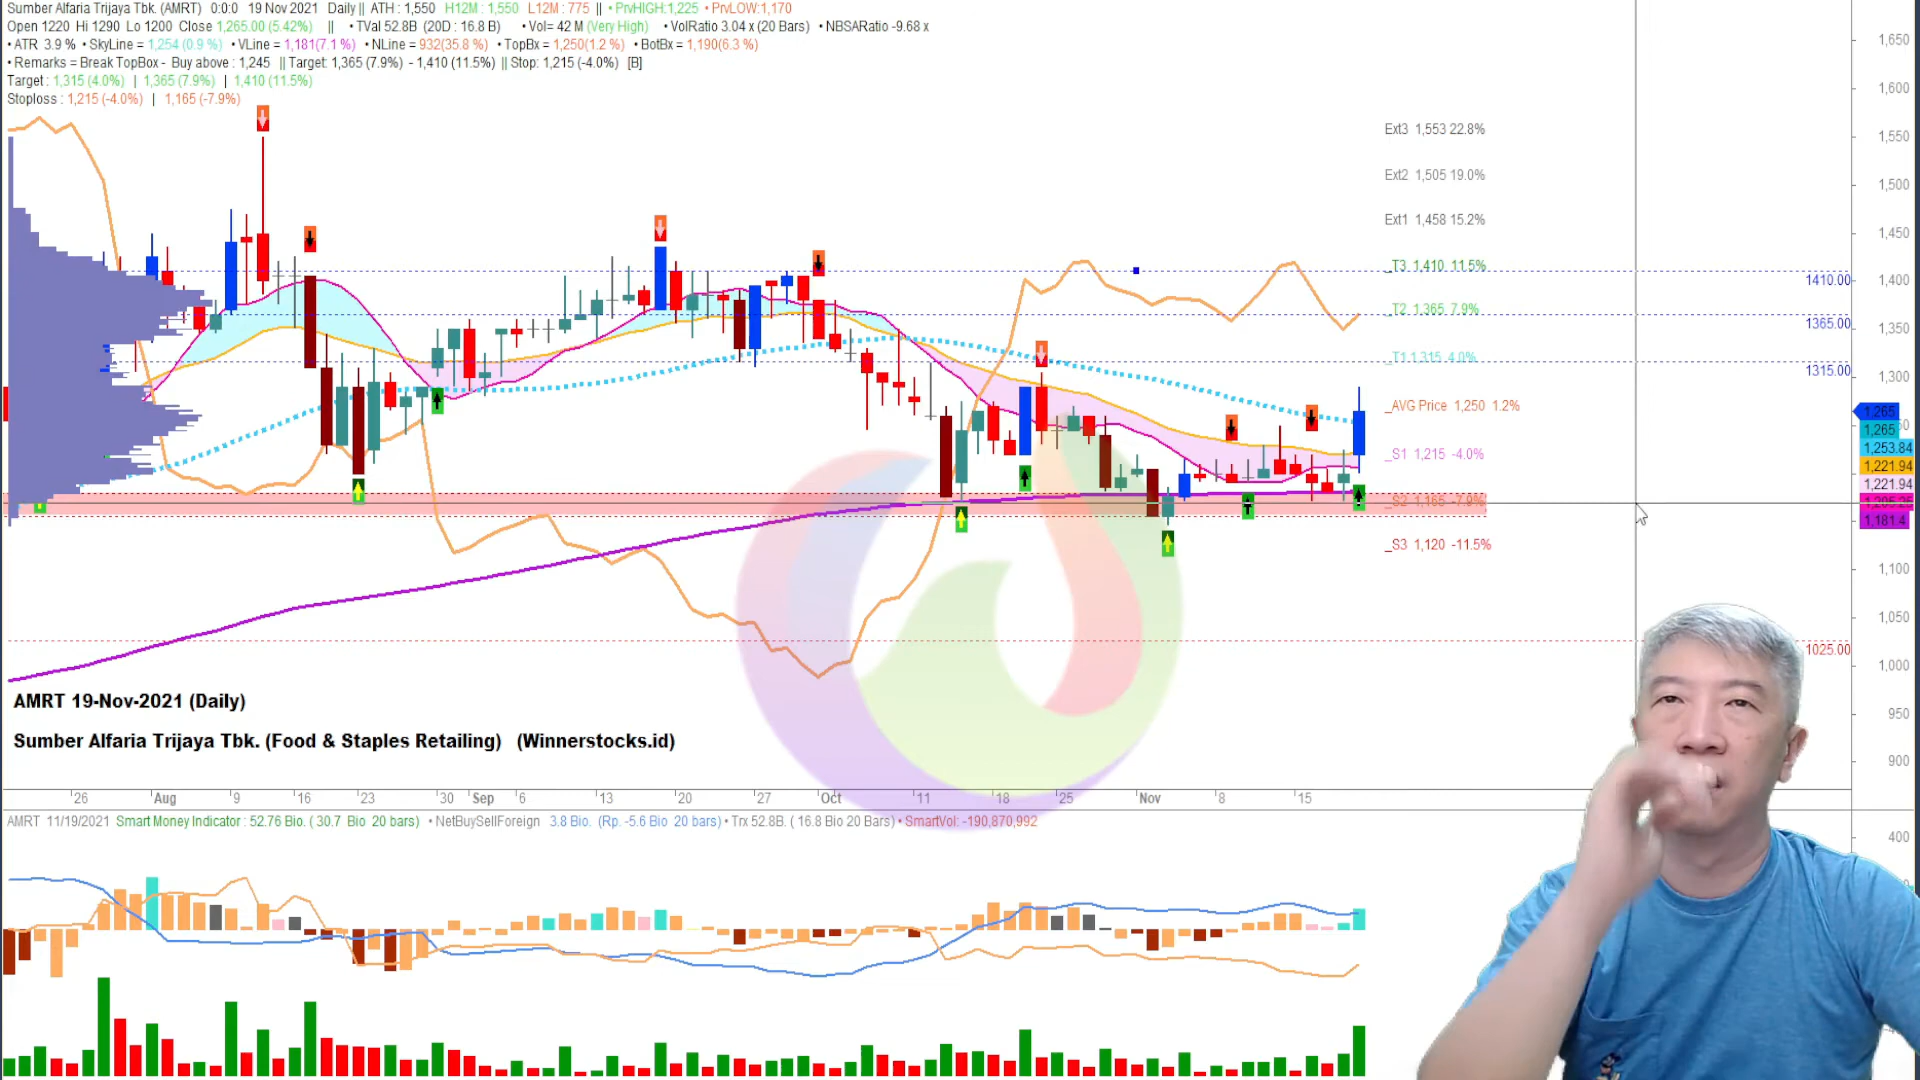 Sumber Alfaria Trijaya Tbk. (AMRT) 0:0:0 19 Nov 2021 Daily || ATH : 1,550 H12M : 1,550 L12M : 775 || • PrvHIGH:1,225 • PrvLOW:1,170
Open 1220 Hi 1290 Lo 1200 Close 1,265.00 (5.42%) || • TVal 52.8B (20D : 16.8 B) • Vol= 42 M (Very High) • VolRatio 3.04 x (20 Bars) • NBSARatio -9.68 x
• ATR 3.9 % • SkyLine = 1,254 (0.9 %) • VLine = 1,181(7.1 %) • NLine = 932(35.8 %) • TopBx = 1,250(1.2 %) • BotBx = 1,190(6.3 %)
• Remarks = Break TopBox - Buy above : 1,245 || Target: 1,365 (7.9%) - 1,410 (11.5%) || Stop: 1,215 (-4.0%) [B]
Target : 1,315 (4.0%) | 1,365 (7.9%) | 1,410 (11.5%)
Stoploss : 1,215 (-4.0%) | 1,165 (-7.9%)
Ext3 1,553 22.8%
Ext2 1,505 19.0%
Ext1 1,458 15.2%
_T3 1,410 11.5%
_T2 1,365 7.9%
_T1 1,315 4.0%
_AVG Price 1,250 1.2%
_S1 1,215 -4.0%
_S2 1,165 -7.9%
_S3 1,120 -11.5%
1410.00
1365.00
1315.00
1025.00
1,650
1,600
1,550
1,500
1,450
1,400
1,350
1,300
1,265
1,265
1,253.84
1,221.94
1,221.94
1,181.4
1,100
1,050
1,000
950
900
AMRT 19-Nov-2021 (Daily)
Sumber Alfaria Trijaya Tbk. (Food & Staples Retailing) (Winnerstocks.id)
26 Aug 9 16 23 30 Sep 6 13 20 27 Oct 11 18 25 Nov 8 15
AMRT 11/19/2021 Smart Money Indicator : 52.76 Bio. ( 30.7 Bio 20 bars) • NetBuySellForeign 3.8 Bio. (Rp. -5.6 Bio 20 bars) • Trx 52.8B. ( 16.8 Bio 20 Bars) • SmartVol: -190,870,992
400